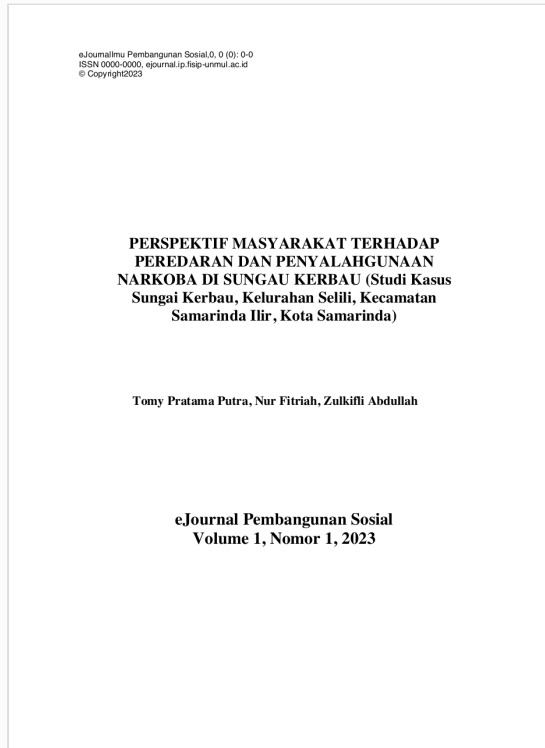 eJournalIlmu Pembangunan Sosial,0, 0 (0): 0-0
ISSN 0000-0000, ejournal.ip.fisip-unmul.ac.id
© Copyright2023
PERSPEKTIF MASYARAKAT TERHADAP
PEREDARAN DAN PENYALAHGUNAAN
NARKOBA DI SUNGAU KERBAU (Studi Kasus
Sungai Kerbau, Kelurahan Selili, Kecamatan
Samarinda Ilir, Kota Samarinda)
Tomy Pratama Putra, Nur Fitriah, Zulkifli Abdullah
eJournal Pembangunan Sosial
Volume 1, Nomor 1, 2023